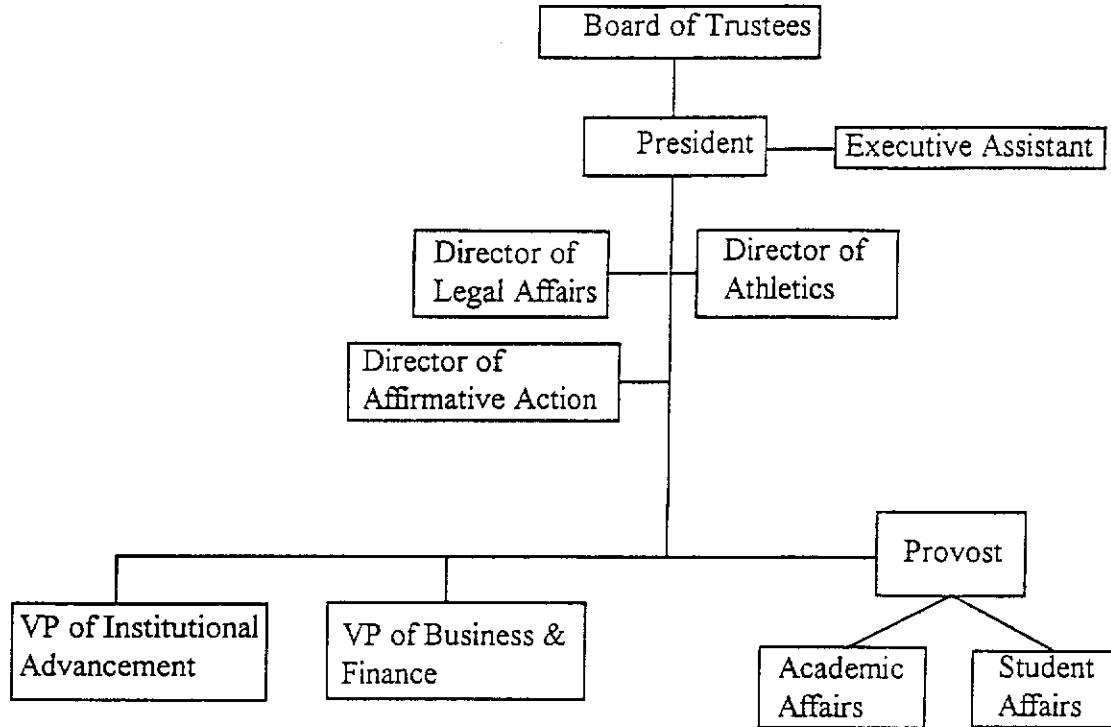 Board of Trustees
President
Executive Assistant
Director of
Legal Affairs
Director of
Athletics
Director of
Affirmative Action
Provost
VP of Institutional
Advancement
VP of Business &
Finance
Academic
Affairs
Student
Affairs